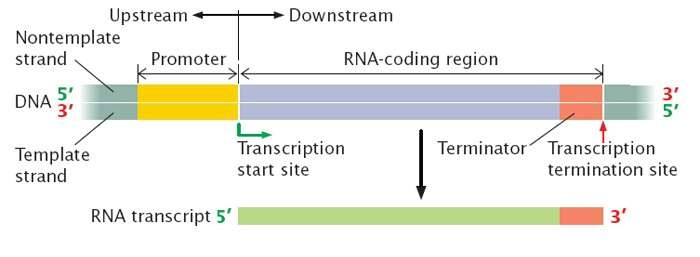 Upstream Downstream
Nontemplate
strand
Promoter RNA-coding region
DNA 5′ 3′
3′ 5′
Template
strand
Transcription
start site
Terminator
Transcription
termination site
RNA transcript 5′ 3′